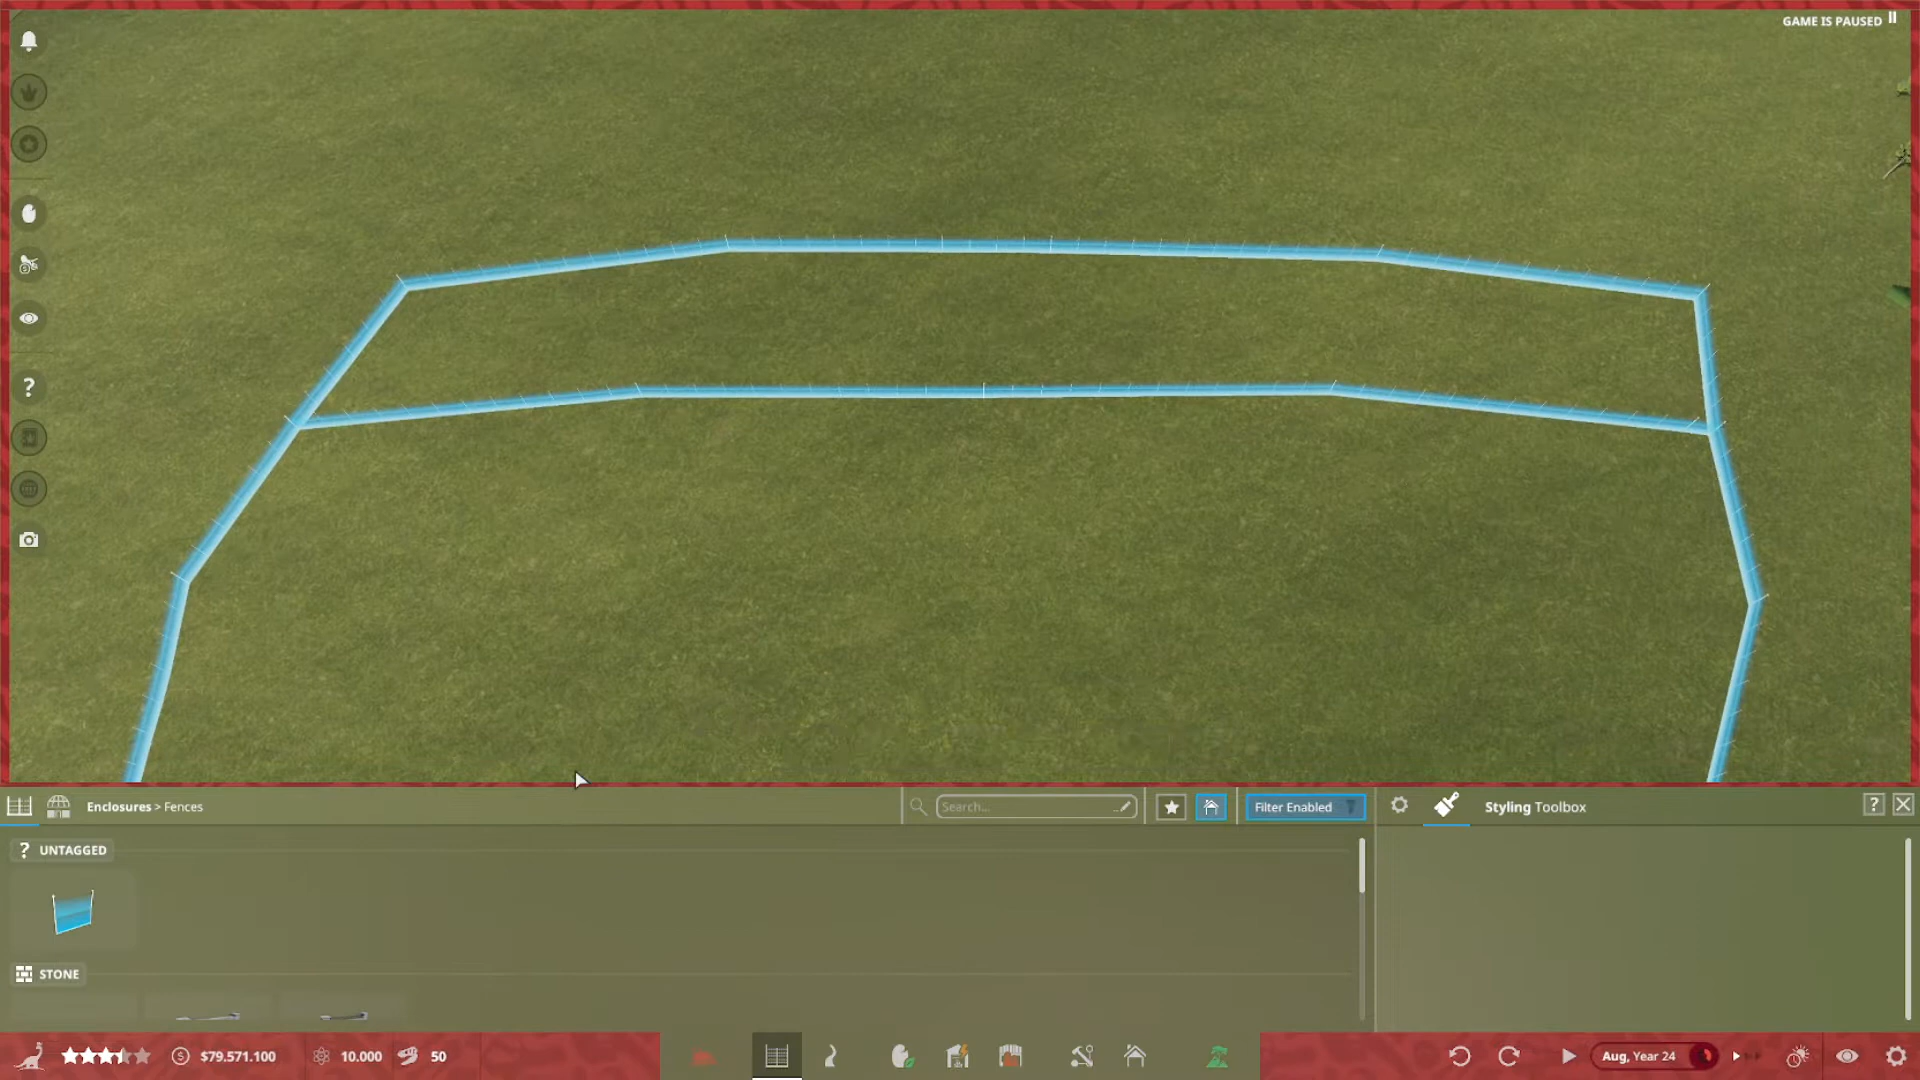 GAME IS PAUSED
?
Enclosures > Fences
Search...
Filter Enabled
Styling Toolbox
?
? UNTAGGED
STONE
$79.571.100
10.000
50
Aug, Year 24